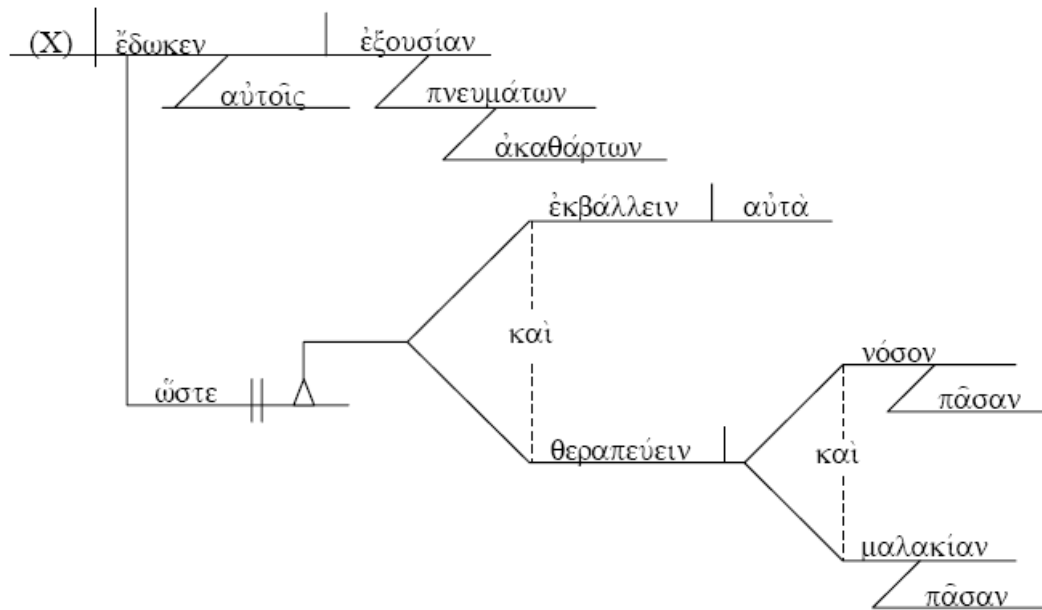 (X) ἔδωκεν ἐξουσίαν
αὐτοῖς πνευμάτων
ἀκαθάρτων
ἐκβάλλειν αὐτὰ
καὶ
ὥστε
θεραπεύειν
νόσον
πᾶσαν
καὶ
μαλακίαν
πᾶσαν